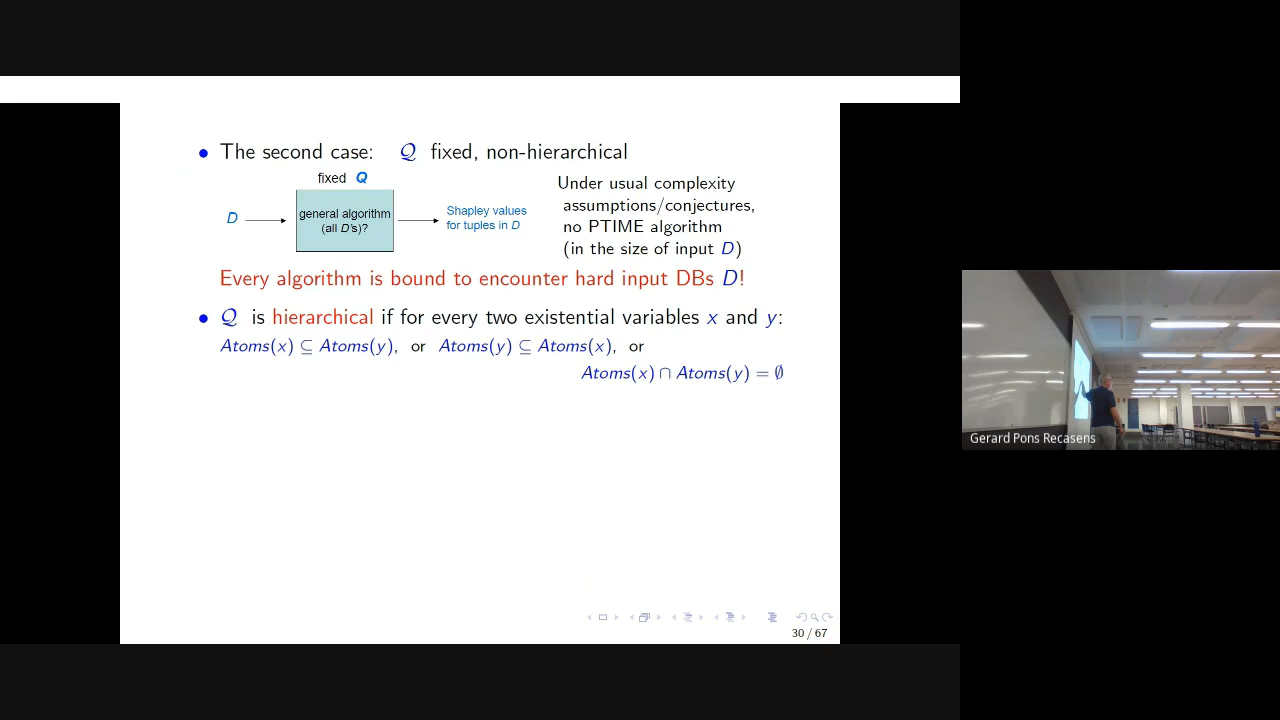 • The second case: Q fixed, non-hierarchical
fixed Q
D
general algorithm
(all D's)?
Shapley values
for tuples in D
Under usual complexity
assumptions/conjectures,
no PTIME algorithm
(in the size of input D)
Every algorithm is bound to encounter hard input DBs D!
• Q is hierarchical if for every two existential variables x and y:
Atoms(x) ⊆ Atoms(y), or Atoms(y) ⊆ Atoms(x), or
Atoms(x) ∩ Atoms(y) = ∅
30 / 67
Gerard Pons Recasens